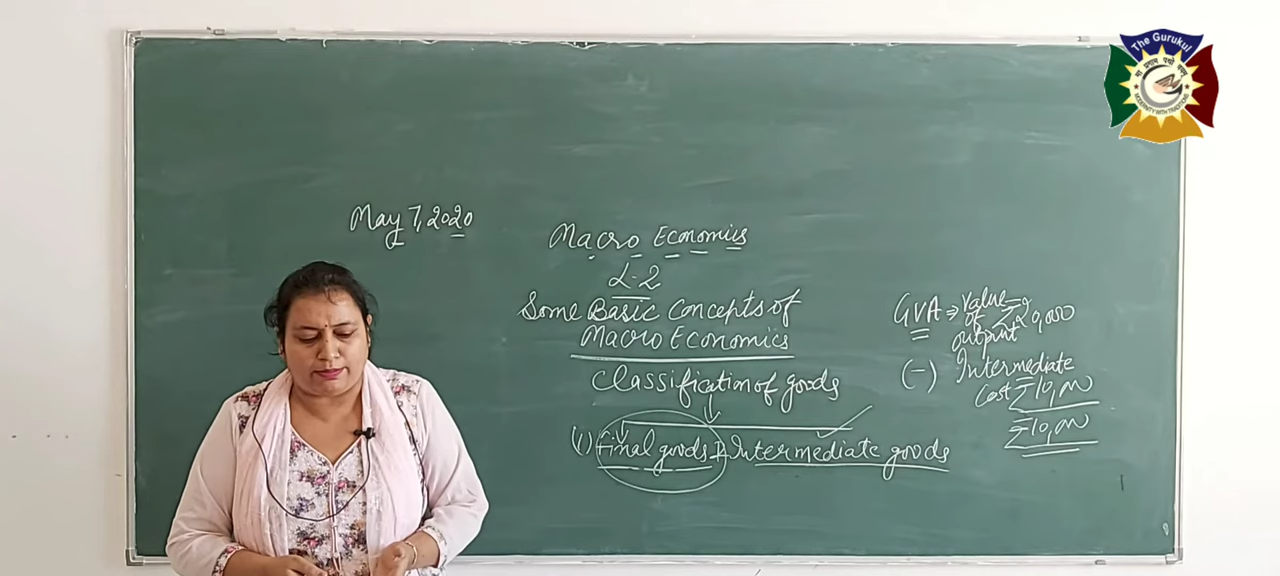 The Gurukul
May 7, 2020
Macro Economics
L-2
Some Basic Concepts of
Macro Economics
Classification of goods
(1) Final goods Intermediate goods
GVA ⇒ value
of ₹20,000
output
(-) Intermediate
Cost ₹10,000
₹10,000